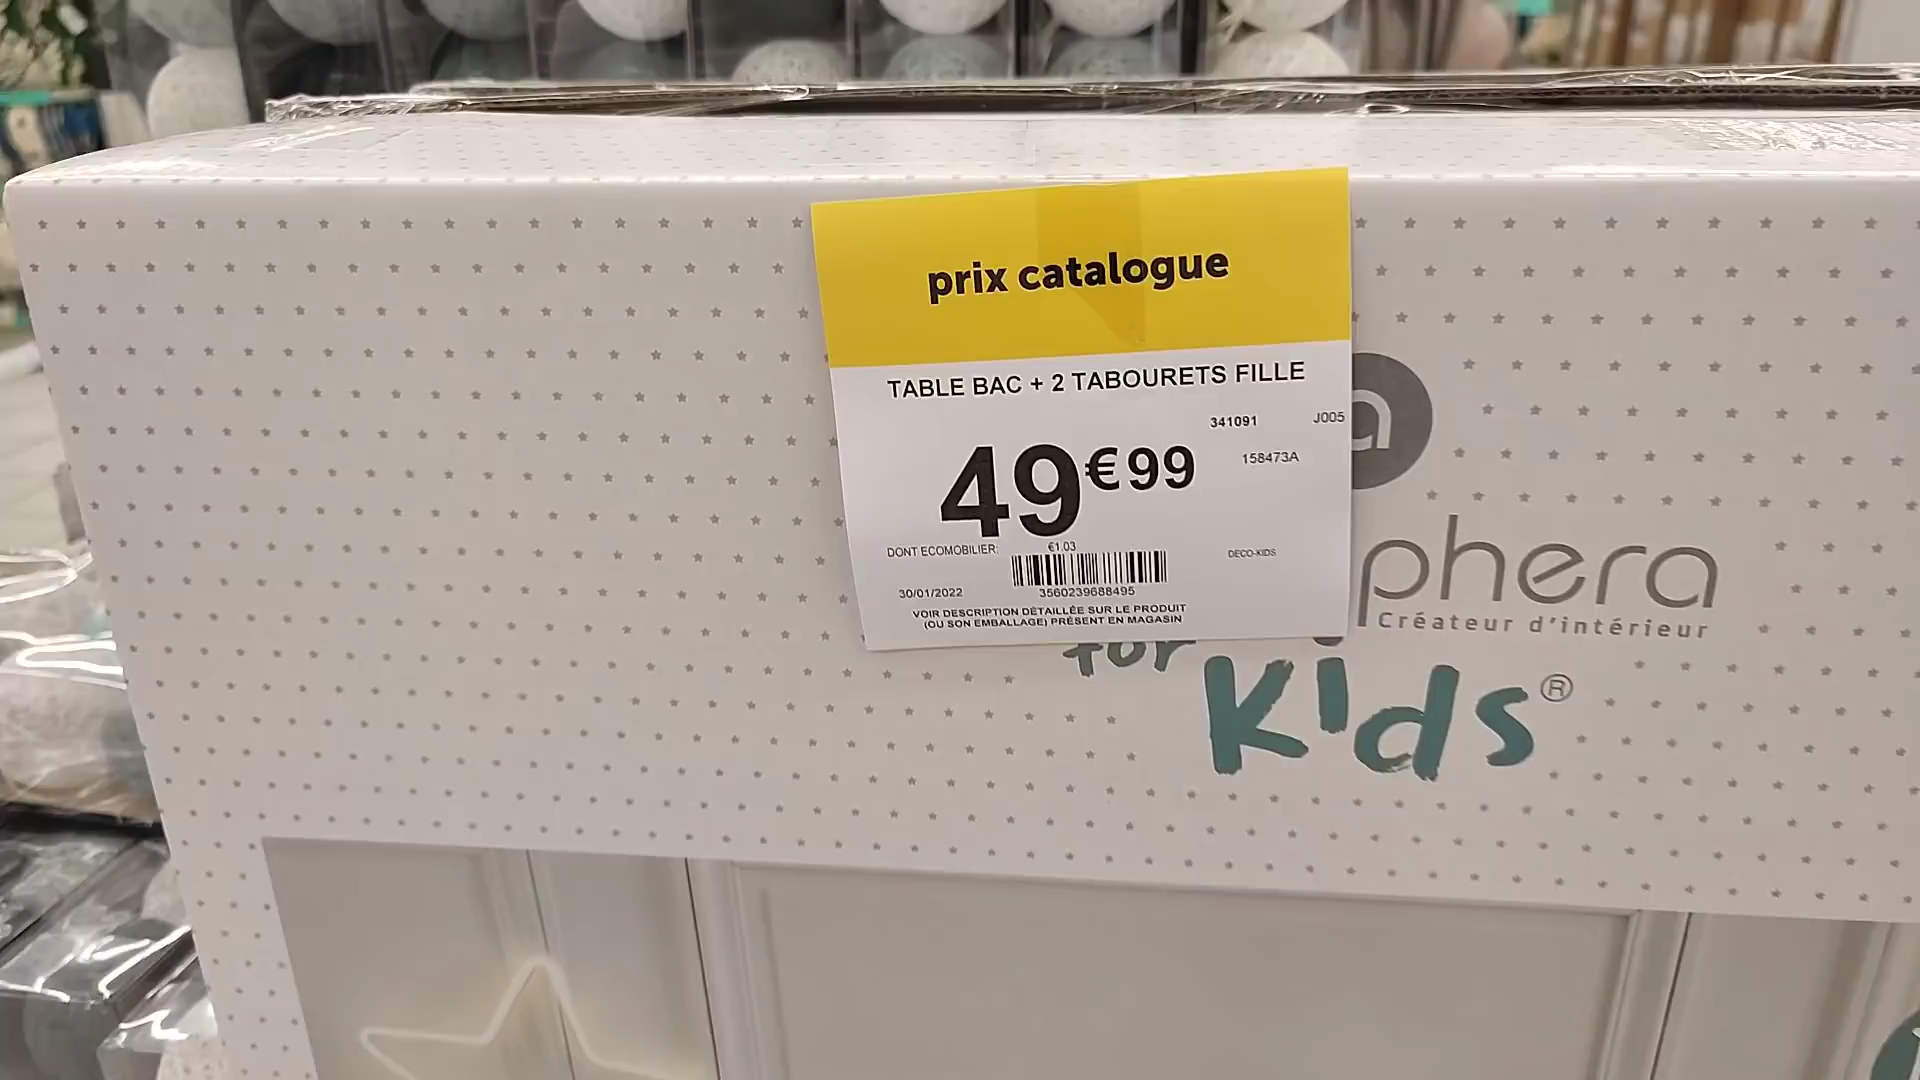 prix catalogue
TABLE BAC + 2 TABOURETS FILLE
341091 J005
49€99
158473A
DONT ECOMOBILIER: €1.03
DECO-KIDS
30/01/2022
3560239688495
VOIR DESCRIPTION DÉTAILLÉE SUR LE PRODUIT
(OU SON EMBALLAGE) PRÉSENT EN MAGASIN
a
phera
Créateur d'intérieur
for
Kids®